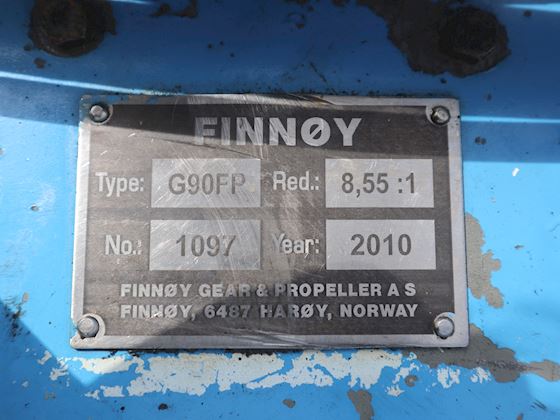 FINNØY
Type: G90FP Red.: 8,55 :1
No.: 1097 Year: 2010
FINNØY GEAR & PROPELLER A S
FINNØY, 6487 HARØY, NORWAY